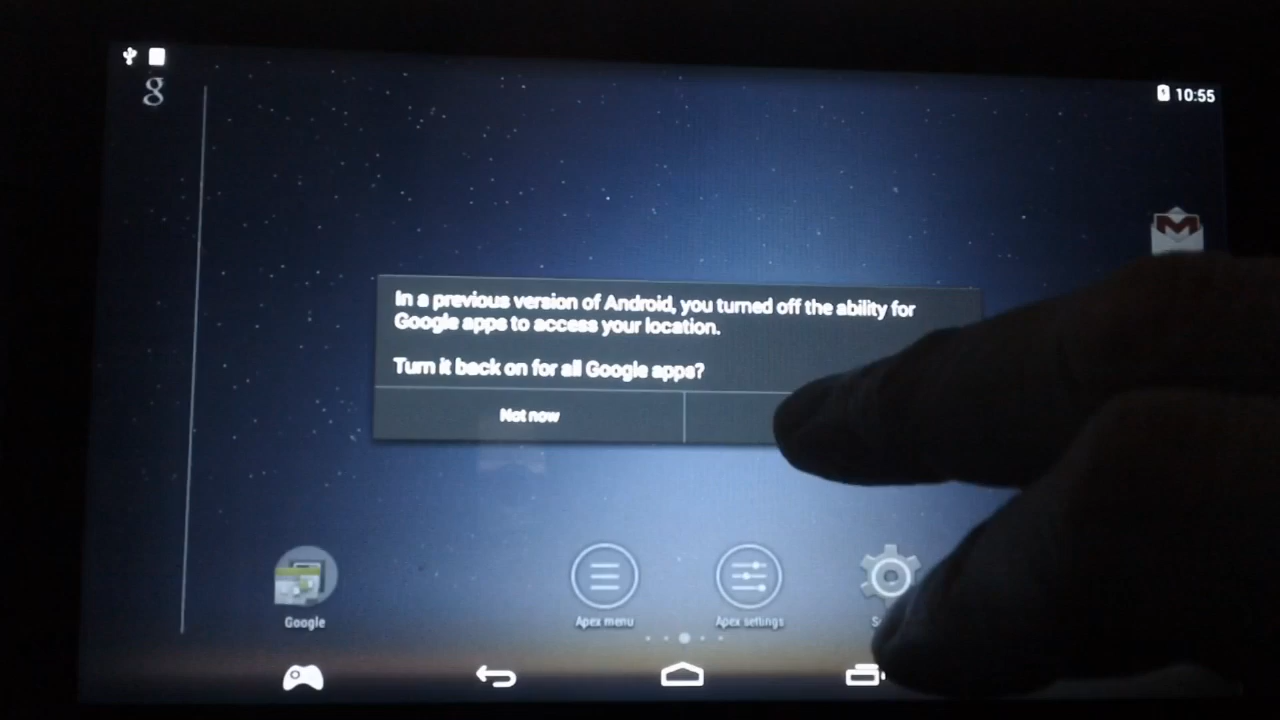 g
10:55
In a previous version of Android, you turned off the ability for
Google apps to access your location.
Turn it back on for all Google apps?
Not now
Google
Apex menu
Apex settings